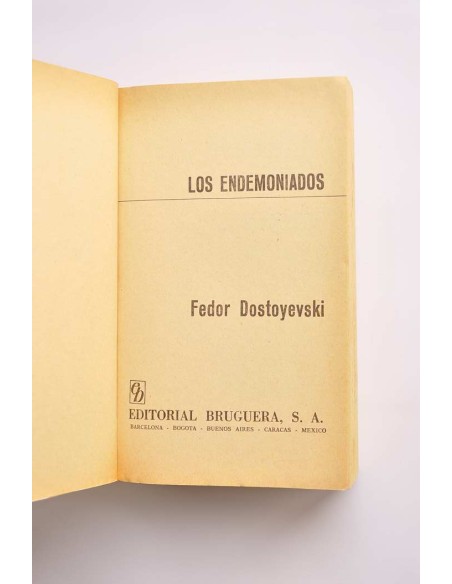 LOS ENDEMONIADOS
Fedor Dostoyevski
EDITORIAL BRUGUERA, S. A.
BARCELONA - BOGOTA - BUENOS AIRES - CARACAS - MEXICO